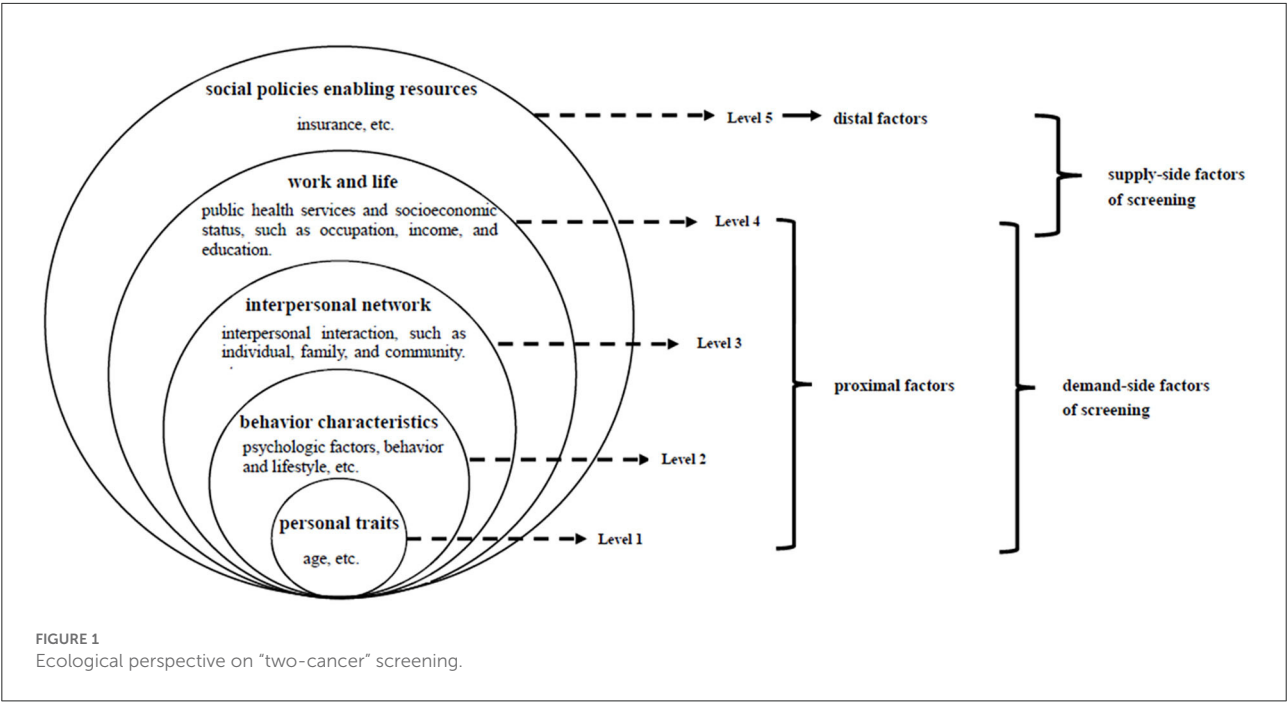 social policies enabling resources
insurance, etc.
work and life
public health services and socioeconomic
status, such as occupation, income, and
education.
interpersonal network
interpersonal interaction, such as
individual, family, and community.
behavior characteristics
psychologic factors, behavior
and lifestyle, etc.
personal traits
age, etc.
Level 5
distal factors
Level 4
Level 3
Level 2
Level 1
proximal factors
supply-side factors
of screening
demand-side factors
of screening
FIGURE 1
Ecological perspective on “two-cancer” screening.